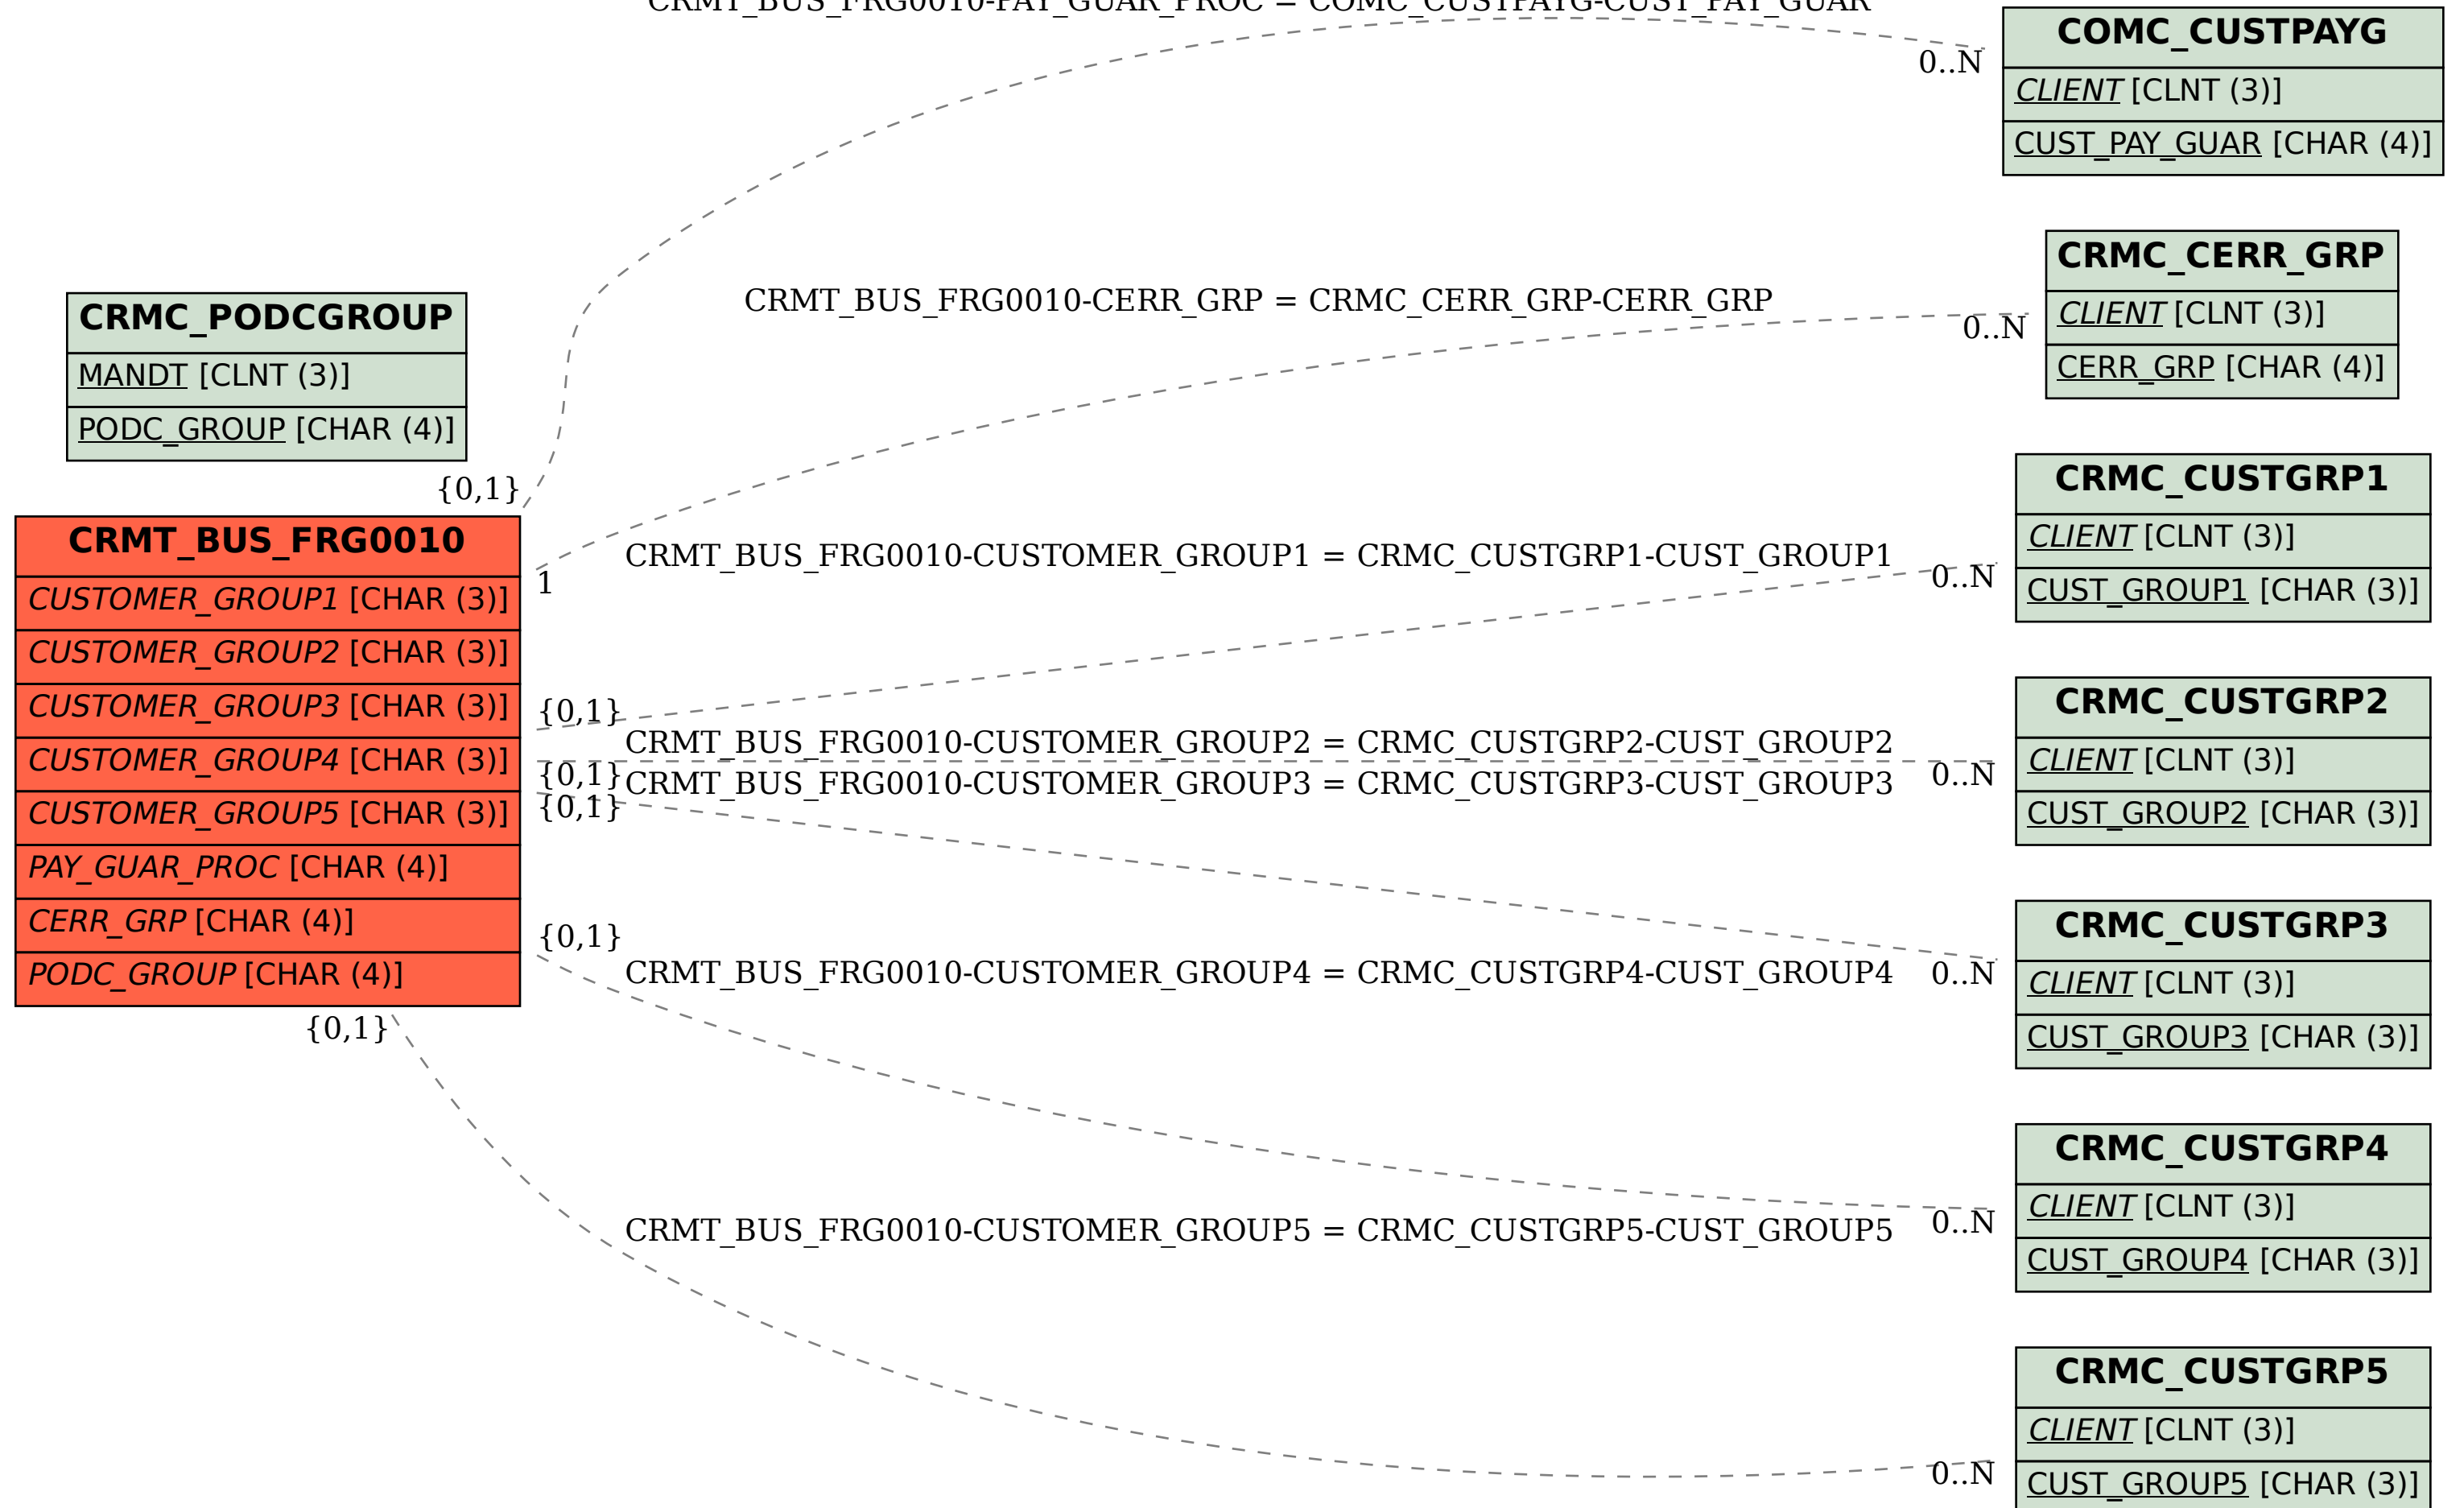 CRMT_BUS_FRG0010-PAY_GUAR_PROC = COMC_CUSTPAYG-CUST_PAY_GUAR
0..N
{0,1}
COMC_CUSTPAYG
CLIENT [CLNT (3)]
CUST_PAY_GUAR [CHAR (4)]
CRMC_PODCGROUP
MANDT [CLNT (3)]
PODC_GROUP [CHAR (4)]
CRMT_BUS_FRG0010-CERR_GRP = CRMC_CERR_GRP-CERR_GRP
0..N
1
CRMC_CERR_GRP
CLIENT [CLNT (3)]
CERR_GRP [CHAR (4)]
CRMT_BUS_FRG0010
CUSTOMER_GROUP1 [CHAR (3)]
CUSTOMER_GROUP2 [CHAR (3)]
CUSTOMER_GROUP3 [CHAR (3)]
CUSTOMER_GROUP4 [CHAR (3)]
CUSTOMER_GROUP5 [CHAR (3)]
PAY_GUAR_PROC [CHAR (4)]
CERR_GRP [CHAR (4)]
PODC_GROUP [CHAR (4)]
CRMT_BUS_FRG0010-CUSTOMER_GROUP1 = CRMC_CUSTGRP1-CUST_GROUP1
0..N
{0,1}
CRMC_CUSTGRP1
CLIENT [CLNT (3)]
CUST_GROUP1 [CHAR (3)]
CRMT_BUS_FRG0010-CUSTOMER_GROUP2 = CRMC_CUSTGRP2-CUST_GROUP2
0..N
{0,1}
CRMC_CUSTGRP2
CLIENT [CLNT (3)]
CUST_GROUP2 [CHAR (3)]
CRMT_BUS_FRG0010-CUSTOMER_GROUP3 = CRMC_CUSTGRP3-CUST_GROUP3
{0,1}
0..N
CRMC_CUSTGRP3
CLIENT [CLNT (3)]
CUST_GROUP3 [CHAR (3)]
{0,1}
CRMT_BUS_FRG0010-CUSTOMER_GROUP4 = CRMC_CUSTGRP4-CUST_GROUP4
0..N
CRMC_CUSTGRP4
CLIENT [CLNT (3)]
CUST_GROUP4 [CHAR (3)]
{0,1}
CRMT_BUS_FRG0010-CUSTOMER_GROUP5 = CRMC_CUSTGRP5-CUST_GROUP5
0..N
CRMC_CUSTGRP5
CLIENT [CLNT (3)]
CUST_GROUP5 [CHAR (3)]